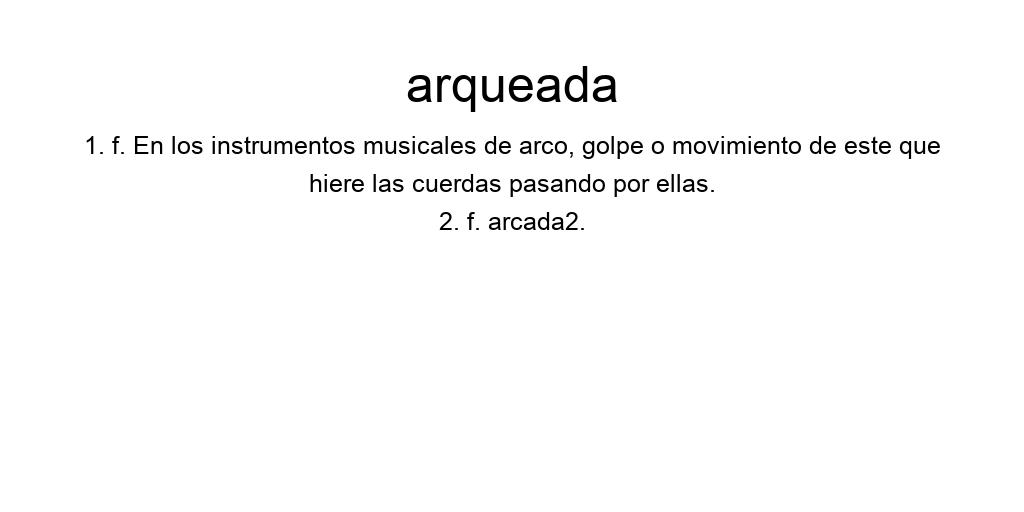 arqueada
1. f. En los instrumentos musicales de arco, golpe o movimiento de este que
hiere las cuerdas pasando por ellas.
2. f. arcada2.